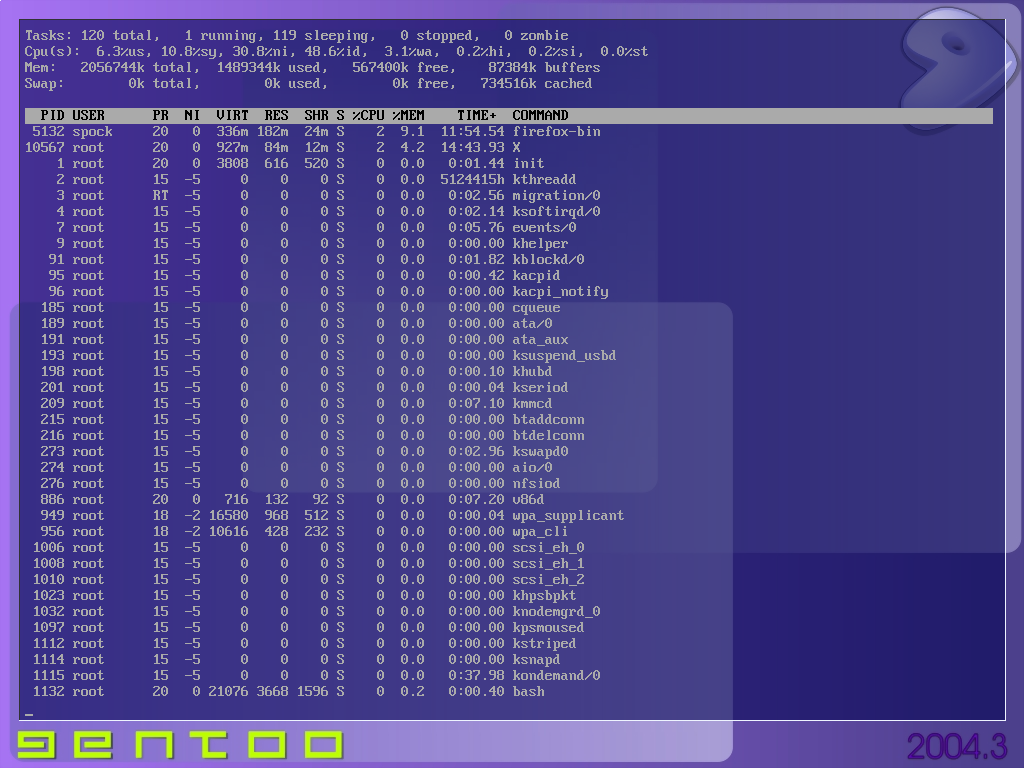 Tasks: 120 total,   1 running, 119 sleeping,   0 stopped,   0 zombie
Cpu(s):  6.3%us, 10.8%sy, 30.8%ni, 48.6%id,  3.1%wa,  0.2%hi,  0.2%si,  0.0%st
Mem:   2056744k total,  1489344k used,   567400k free,    87384k buffers
Swap:        0k total,        0k used,        0k free,   734516k cached
  PID USER      PR  NI  VIRT  RES  SHR S %CPU %MEM    TIME+  COMMAND
 5132 spock     20   0  336m 182m  24m S    2  9.1  11:54.54 firefox-bin
10567 root      20   0  927m  84m  12m S    2  4.2  14:43.93 X
    1 root      20   0  3808  616  520 S    0  0.0   0:01.44 init
    2 root      15  -5     0    0    0 S    0  0.0  5124415h kthreadd
    3 root      RT  -5     0    0    0 S    0  0.0   0:02.56 migration/0
    4 root      15  -5     0    0    0 S    0  0.0   0:02.14 ksoftirqd/0
    7 root      15  -5     0    0    0 S    0  0.0   0:05.76 events/0
    9 root      15  -5     0    0    0 S    0  0.0   0:00.00 khelper
   91 root      15  -5     0    0    0 S    0  0.0   0:01.82 kblockd/0
   95 root      15  -5     0    0    0 S    0  0.0   0:00.42 kacpid
   96 root      15  -5     0    0    0 S    0  0.0   0:00.00 kacpi_notify
  185 root      15  -5     0    0    0 S    0  0.0   0:00.00 cqueue
  189 root      15  -5     0    0    0 S    0  0.0   0:00.00 ata/0
  191 root      15  -5     0    0    0 S    0  0.0   0:00.00 ata_aux
  193 root      15  -5     0    0    0 S    0  0.0   0:00.00 ksuspend_usbd
  198 root      15  -5     0    0    0 S    0  0.0   0:00.10 khubd
  201 root      15  -5     0    0    0 S    0  0.0   0:00.04 kseriod
  209 root      15  -5     0    0    0 S    0  0.0   0:07.10 kmmcd
  215 root      15  -5     0    0    0 S    0  0.0   0:00.00 btaddconn
  216 root      15  -5     0    0    0 S    0  0.0   0:00.00 btdelconn
  273 root      15  -5     0    0    0 S    0  0.0   0:02.96 kswapd0
  274 root      15  -5     0    0    0 S    0  0.0   0:00.00 aio/0
  276 root      15  -5     0    0    0 S    0  0.0   0:00.00 nfsiod
  886 root      20   0   716  132   92 S    0  0.0   0:07.20 v86d
  949 root      18  -2 16580  968  512 S    0  0.0   0:00.04 wpa_supplicant
  956 root      18  -2 10616  428  232 S    0  0.0   0:00.00 wpa_cli
 1006 root      15  -5     0    0    0 S    0  0.0   0:00.00 scsi_eh_0
 1008 root      15  -5     0    0    0 S    0  0.0   0:00.00 scsi_eh_1
 1010 root      15  -5     0    0    0 S    0  0.0   0:00.00 scsi_eh_2
 1023 root      15  -5     0    0    0 S    0  0.0   0:00.00 khpsbpkt
 1032 root      15  -5     0    0    0 S    0  0.0   0:00.00 knodemgrd_0
 1097 root      15  -5     0    0    0 S    0  0.0   0:00.00 kpsmoused
 1112 root      15  -5     0    0    0 S    0  0.0   0:00.00 kstriped
 1114 root      15  -5     0    0    0 S    0  0.0   0:00.00 ksnapd
 1115 root      15  -5     0    0    0 S    0  0.0   0:37.98 kondemand/0
 1132 root      20   0 21076 3668 1596 S    0  0.2   0:00.40 bash
gentoo
2004.3